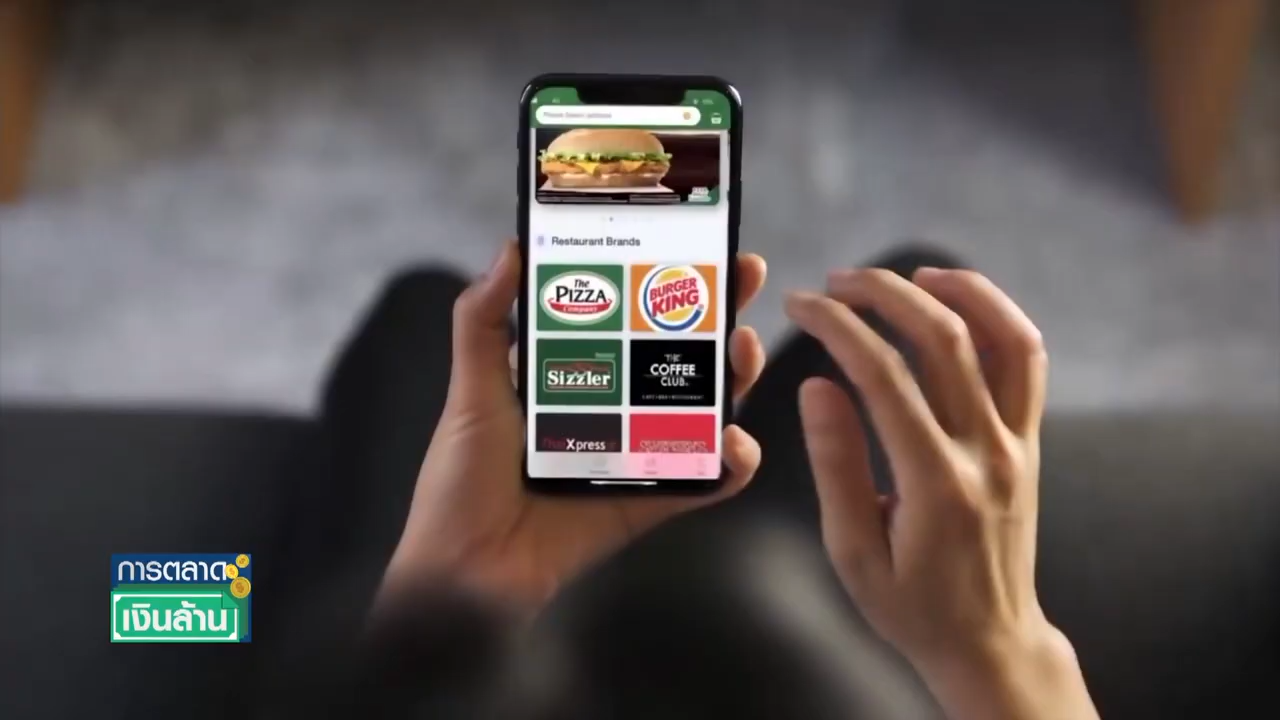 Restaurant Brands
The
PIZZA
Company
BURGER
KING
Sizzler
THE
COFFEE
CLUB
Xpress
การตลาด
เงินล้าน